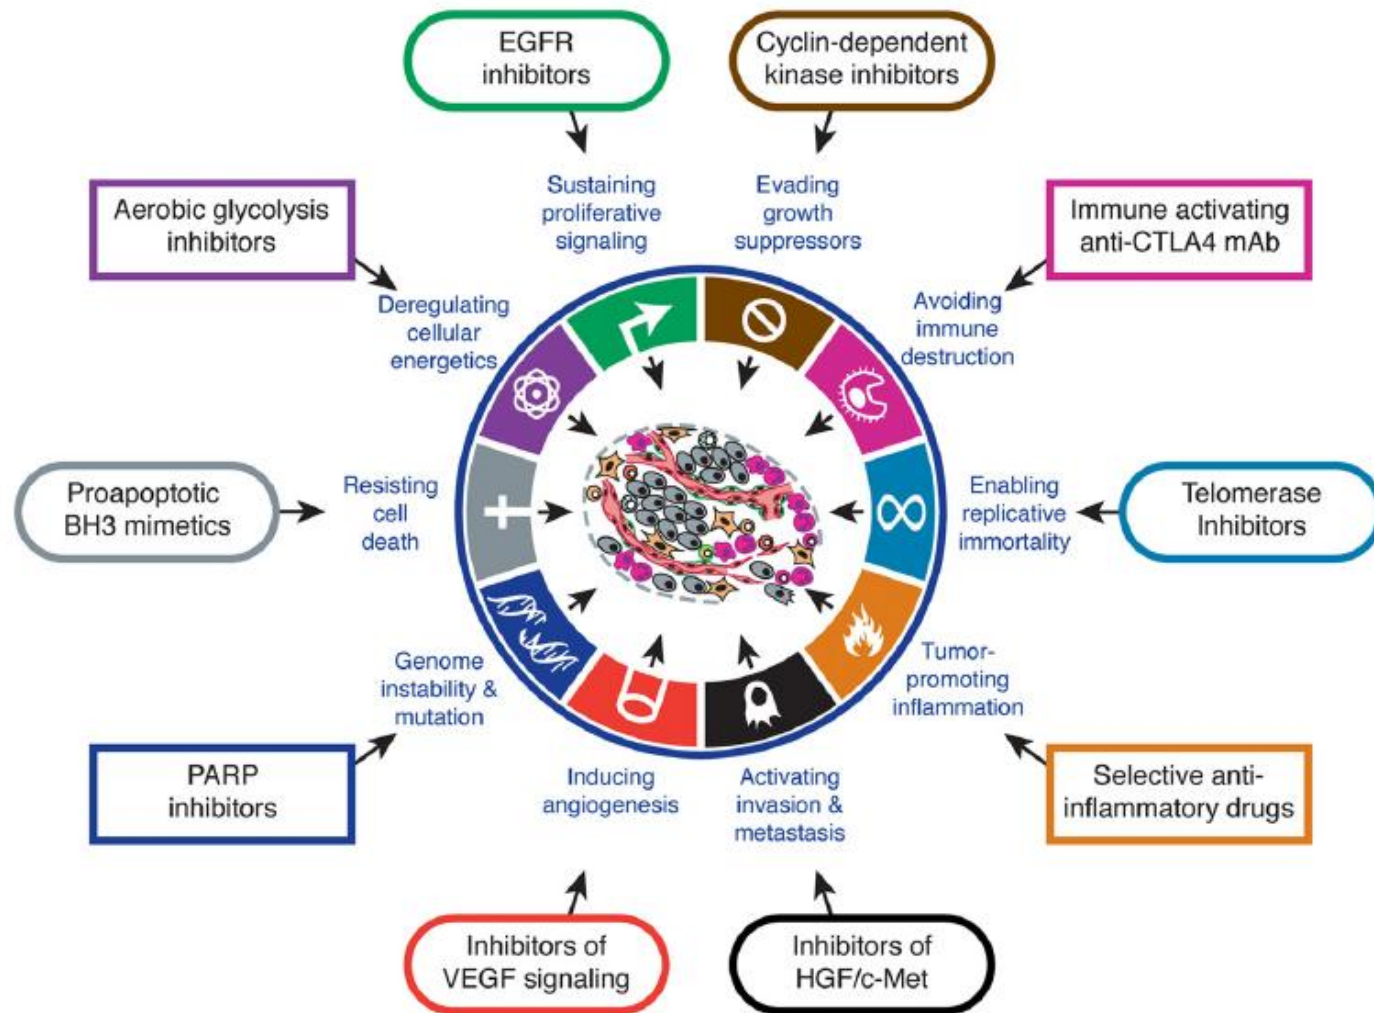 EGFR
inhibitors
Cyclin-dependent
kinase inhibitors
Aerobic glycolysis
inhibitors
Sustaining
proliferative
signaling
Evading
growth
suppressors
Immune activating
anti-CTLA4 mAb
Deregulating
cellular
energetics
Avoiding
immune
destruction
Proapoptotic
BH3 mimetics
Resisting
cell
death
Enabling
replicative
immortality
Telomerase
Inhibitors
Genome
instability &
mutation
Tumor-
promoting
inflammation
PARP
inhibitors
Inducing
angiogenesis
Activating
invasion &
metastasis
Selective anti-
inflammatory drugs
Inhibitors of
VEGF signaling
Inhibitors of
HGF/c-Met